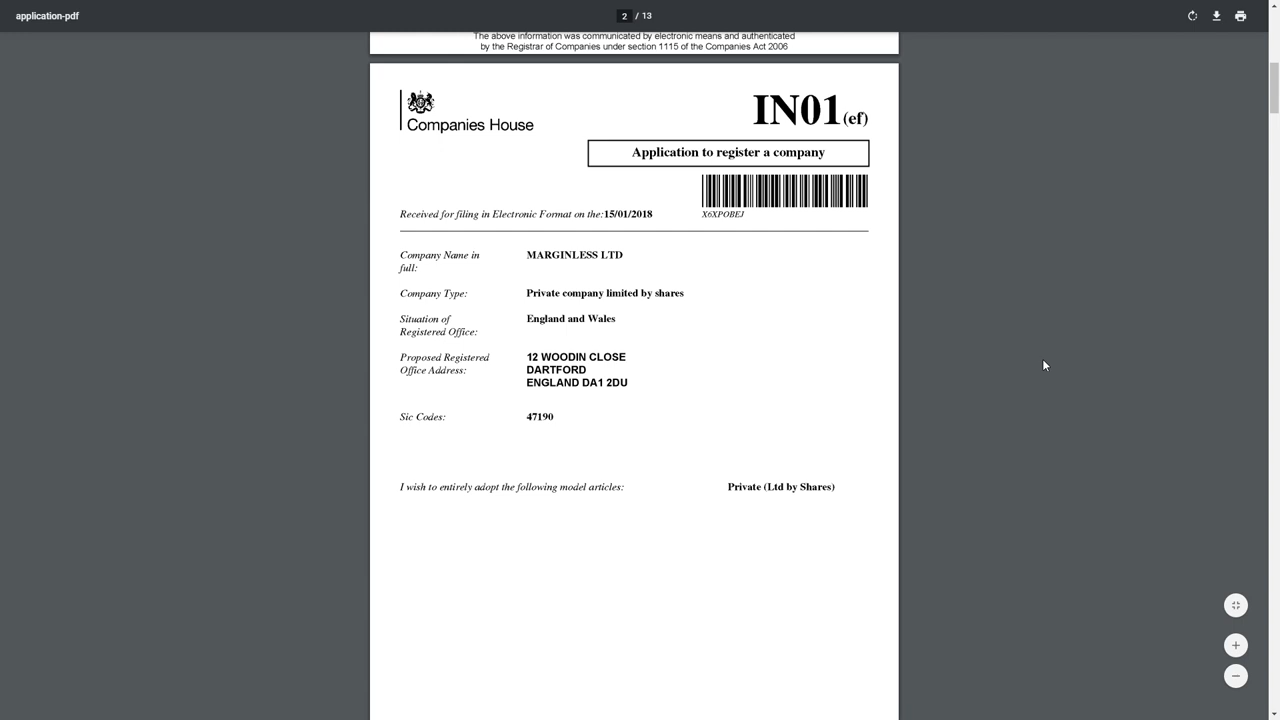 application-pdf
2 / 13
The above information was communicated by electronic means and authenticated
by the Registrar of Companies under section 1115 of the Companies Act 2006
Companies House
IN01(ef)
Application to register a company
Received for filing in Electronic Format on the:15/01/2018
X6XPOBEJ
Company Name in
full:
MARGINLESS LTD
Company Type:
Private company limited by shares
Situation of
Registered Office:
England and Wales
Proposed Registered
Office Address:
12 WOODIN CLOSE
DARTFORD
ENGLAND DA1 2DU
Sic Codes:
47190
I wish to entirely adopt the following model articles:
Private (Ltd by Shares)